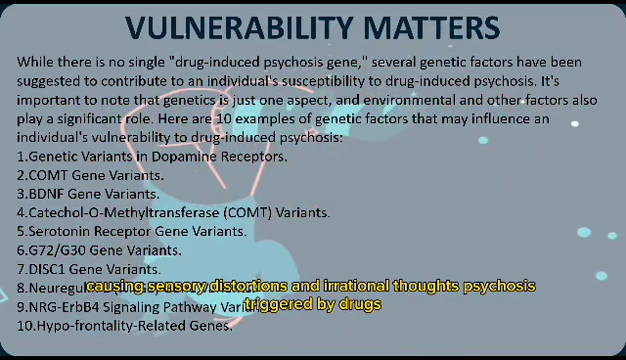 VULNERABILITY MATTERS
While there is no single "drug-induced psychosis gene," several genetic factors have been
suggested to contribute to an individual's susceptibility to drug-induced psychosis. It's
important to note that genetics is just one aspect, and environmental and other factors also
play a significant role. Here are 10 examples of genetic factors that may influence an
individual's vulnerability to drug-induced psychosis:
1.Genetic Variants in Dopamine Receptors.
2.COMT Gene Variants.
3.BDNF Gene Variants.
4.Catechol-O-Methyltransferase (COMT) Variants.
5.Serotonin Receptor Gene Variants.
6.G72/G30 Gene Variants.
7.DISC1 Gene Variants.
8.
causing sensory distortions and irrational thoughts psychosis
9.NRG-ErbB4 Signaling Pathway
triggered by drugs
10.Hypo-frontality-Related Genes.